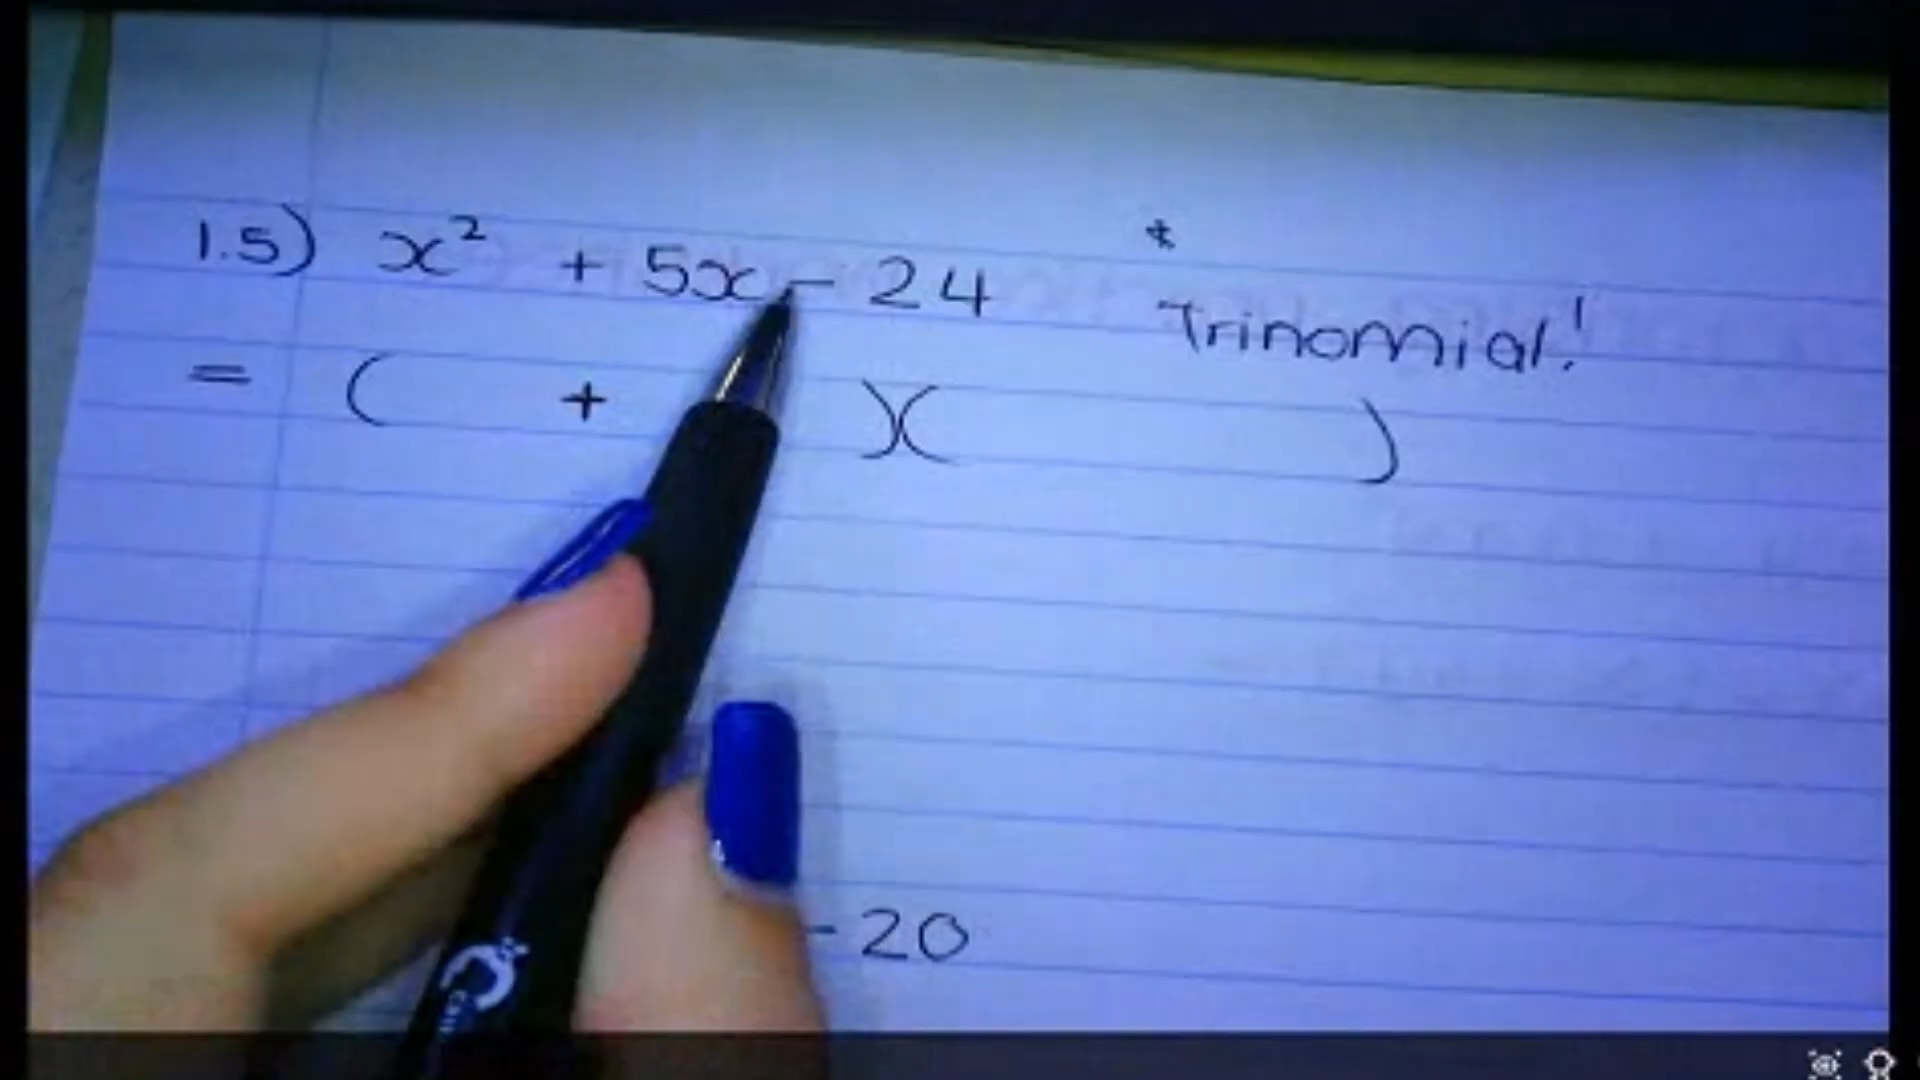 1.5) x² + 5x - 24 *
Trinomial!
= ( + )( )
- 20